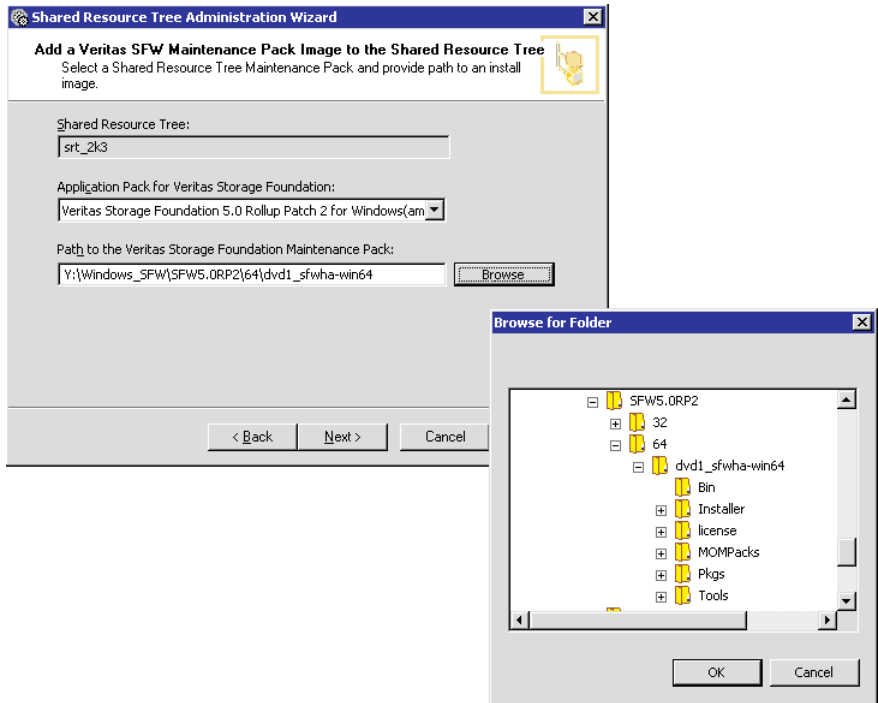 Shared Resource Tree Administration Wizard
Add a Veritas SFW Maintenance Pack Image to the Shared Resource Tree
Select a Shared Resource Tree Maintenance Pack and provide path to an install
image.
Shared Resource Tree:
srt_2k3
Application Pack for Veritas Storage Foundation:
Veritas Storage Foundation 5.0 Rollup Patch 2 for Windows(am
Path to the Veritas Storage Foundation Maintenance Pack:
Y:\Windows_SFW\SFW5.0RP2\64\dvd1_sfwha-win64
Browse
< Back
Next >
Cancel
Browse for Folder
SFW5.0RP2
32
64
dvd1_sfwha-win64
Bin
Installer
license
MOMPacks
Pkgs
Tools
OK
Cancel